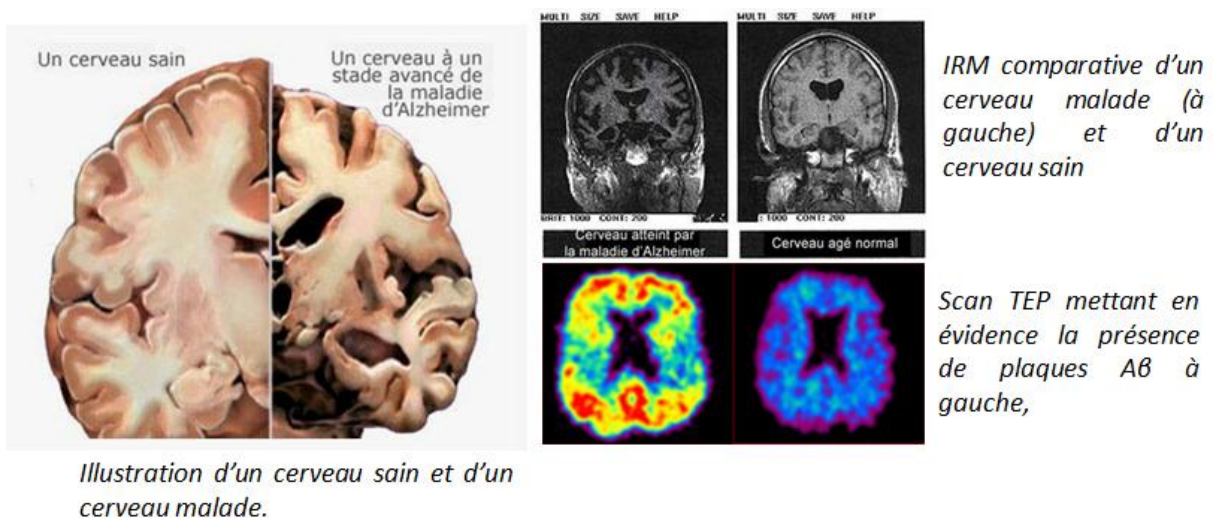 Un cerveau sain
Un cerveau à un
stade avancé de
la maladie
d'Alzheimer
Illustration d'un cerveau sain et d'un
cerveau malade.
MULTI SIZE SAVE HELP
MULTI SIZE SAVE HELP
CONT: 200
: 1000 CONT: 200
Cerveau atteint par
la maladie d'Alzheimer
Cerveau agé normal
IRM comparative d'un
cerveau malade (à
gauche) et d'un
cerveau sain
Scan TEP mettant en
évidence la présence
de plaques Aβ à
gauche,